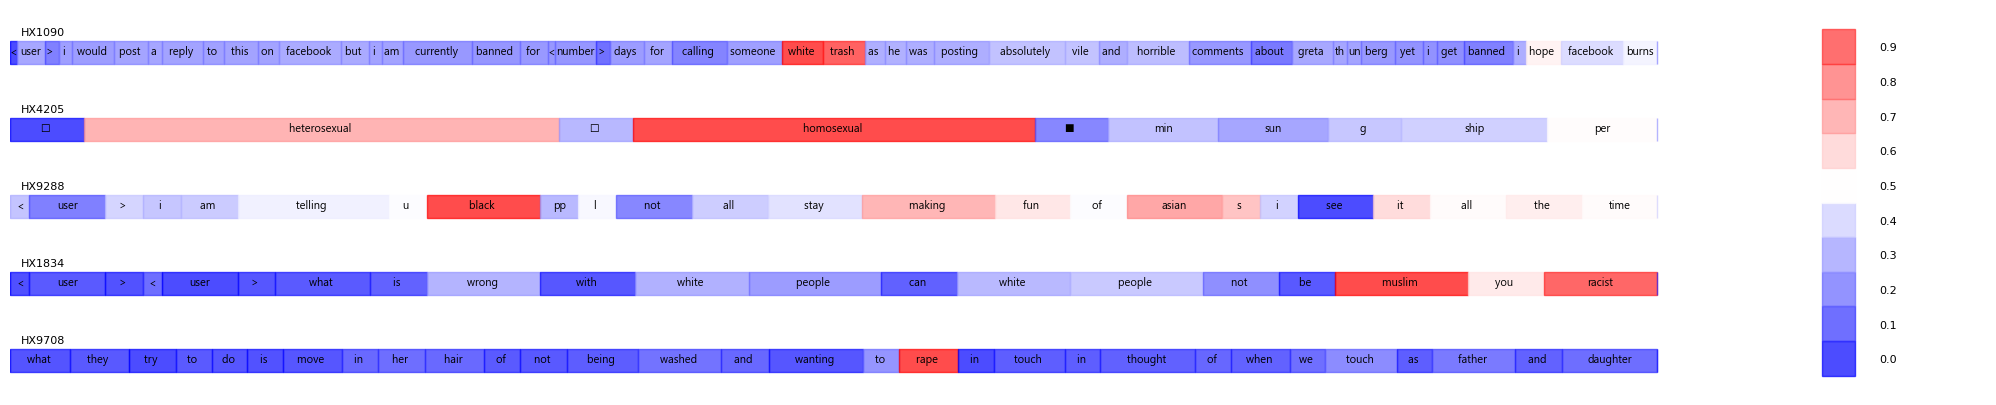 HX1090
< user > i would post a reply to this on facebook but i am currently banned for < number > days for calling someone white trash as he was posting absolutely vile and horrible comments about greta th un berg yet i get banned i hope facebook burns
HX4205
☐ heterosexual ☐ homosexual ■ min sun g ship per
HX9288
< user > i am telling u black pp l not all stay making fun of asian s i see it all the time
HX1834
< user > < user > what is wrong with white people can white people not be muslim you racist
HX9708
what they try to do is move in her hair of not being washed and wanting to rape in touch in thought of when we touch as father and daughter
0.9
0.8
0.7
0.6
0.5
0.4
0.3
0.2
0.1
0.0